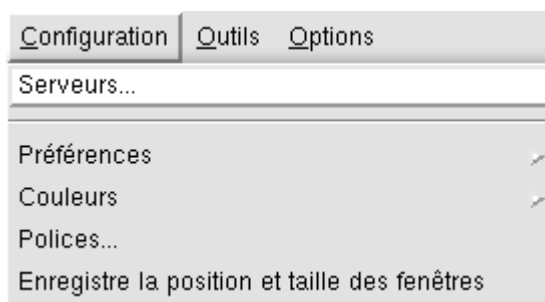 Configuration Outils Options
Serveurs...
Préférences
Couleurs
Polices...
Enregistre la position et taille des fenêtres